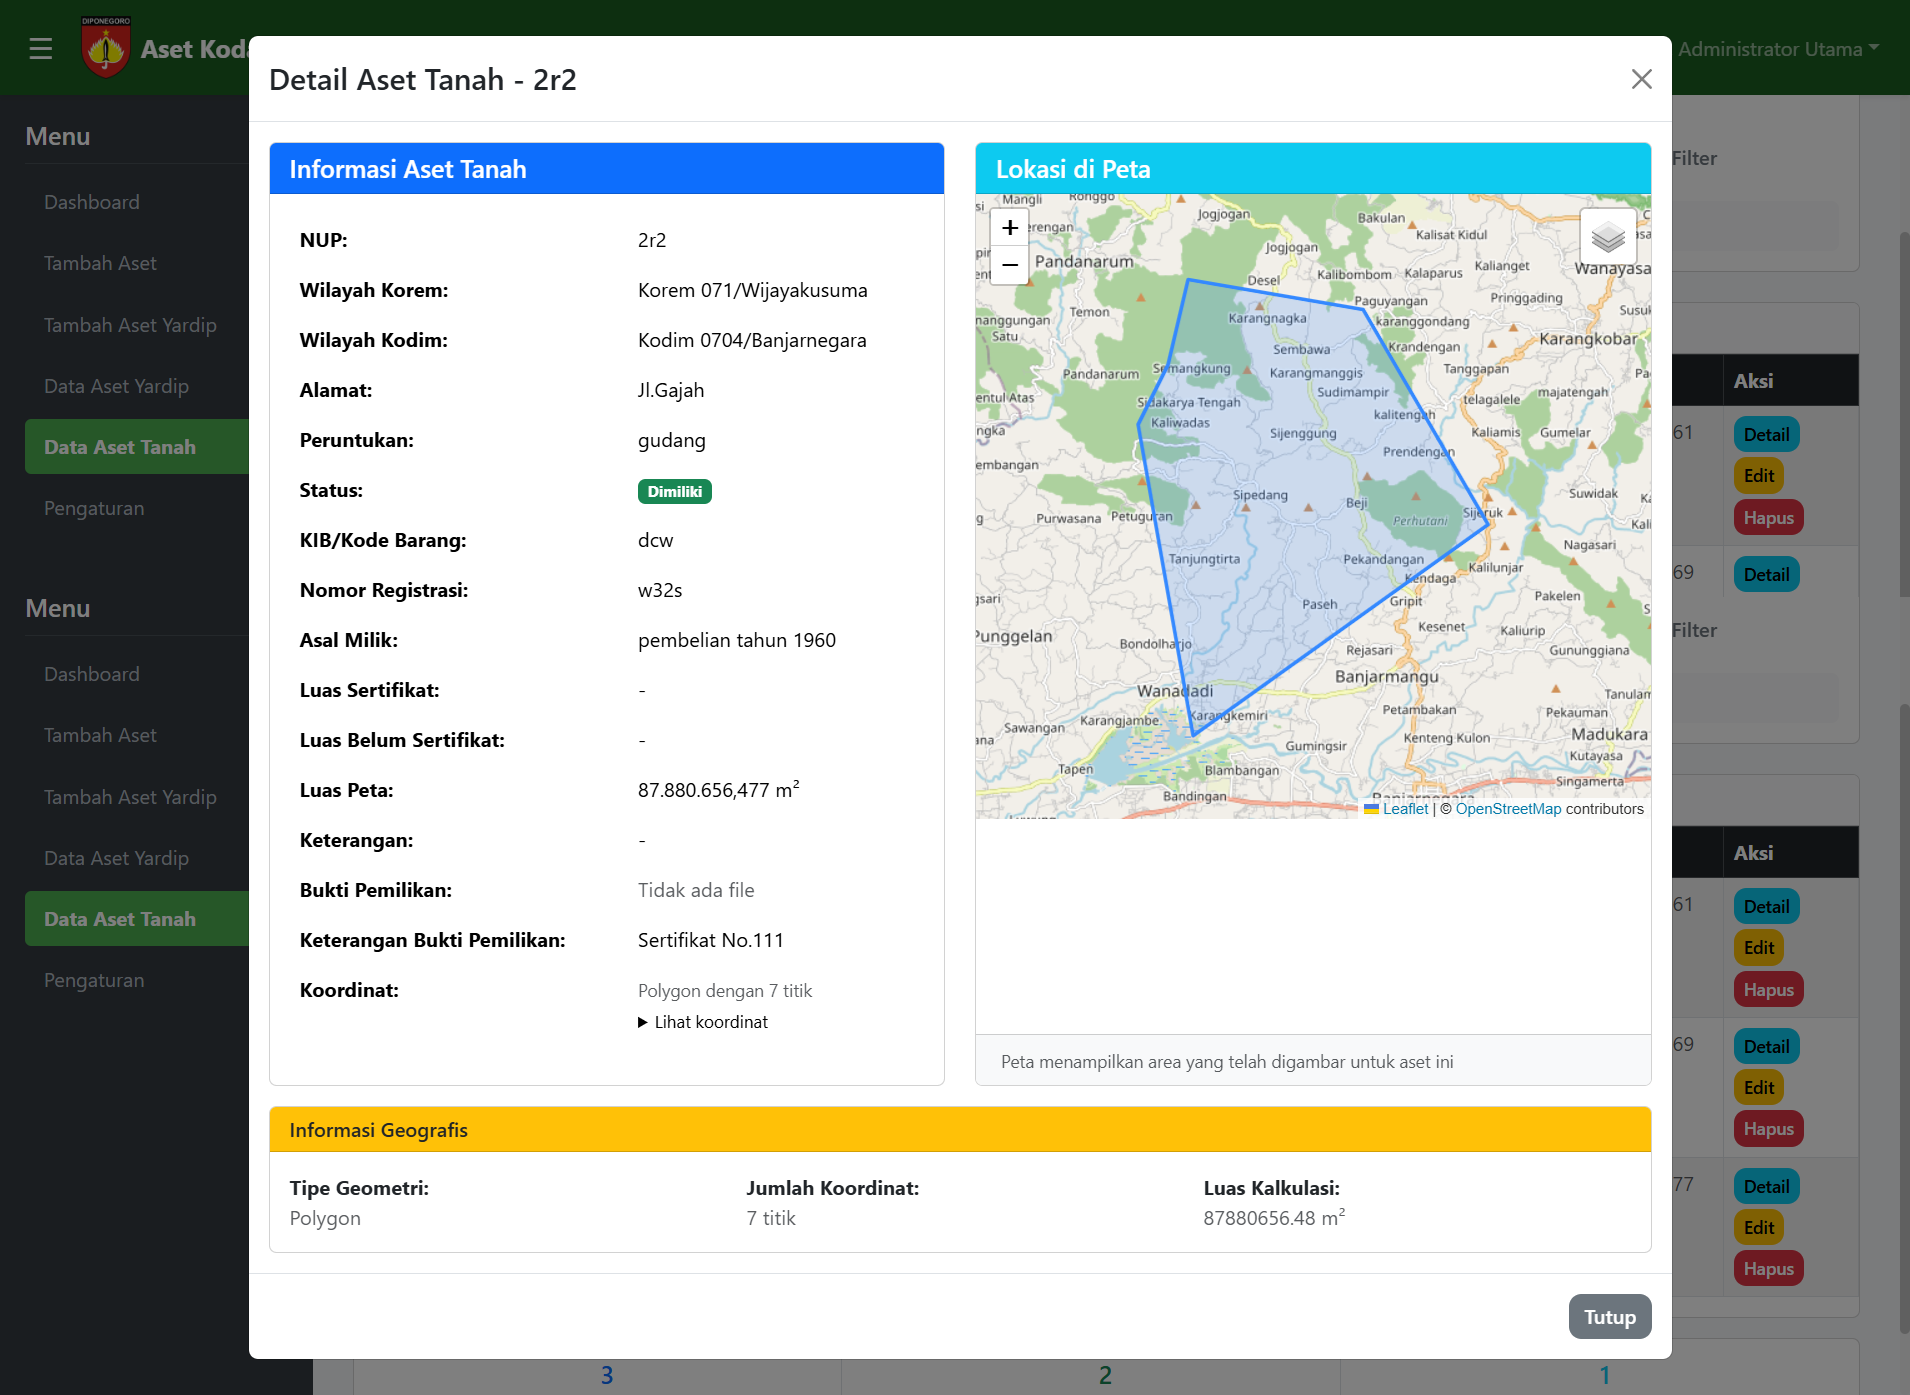 DIPONEGORO
Aset Kod
Administrator Utama
Menu
Dashboard
Tambah Aset
Tambah Aset Yardip
Data Aset Yardip
Data Aset Tanah
Pengaturan
Menu
Dashboard
Tambah Aset
Tambah Aset Yardip
Data Aset Yardip
Data Aset Tanah
Pengaturan
Detail Aset Tanah - 2r2
Informasi Aset Tanah
NUP: 2r2
Wilayah Korem: Korem 071/Wijayakusuma
Wilayah Kodim: Kodim 0704/Banjarnegara
Alamat: Jl.Gajah
Peruntukan: gudang
Status: Dimiliki
KIB/Kode Barang: dcw
Nomor Registrasi: w32s
Asal Milik: pembelian tahun 1960
Luas Sertifikat: -
Luas Belum Sertifikat: -
Luas Peta: 87.880.656,477 m²
Keterangan: -
Bukti Pemilikan: Tidak ada file
Keterangan Bukti Pemilikan: Sertifikat No.111
Koordinat: Polygon dengan 7 titik
▶ Lihat koordinat
Lokasi di Peta
+
−
Mangli
Ronggo
Jogjogan
Bakulan
Kalisat Kidul
Jogjogan
Pandanarum
Desel
Kalibombom
Kalaparus
Kalianget
Wanayasa
Temon
Paguyangan
Pringgading
Karangnagka
karanggondang
Satu
Sembawa
Krandengan
Karangkobar
Pandanarum
Semangkung
Karangmanggis
Tanggapan
Sudimampir
majatengah
Sidakarya Tengah
telagalele
kalitengah
Kaliwadas
Sijenggung
Kaliamis
Gumelar
Prendengan
Sipedang
Beji
Suwidak
Purwasana
Petuguran
Perhutani
Sijeruk
Nagasari
Tanjungtirta
Pekandangan
Kalilunjar
Kendaga
Pakelen
Paseh
Gripit
Punggelan
Bondolharjo
Kesenet
Kaliurip
Rejasari
Gununggiana
Banjarmangu
Wanadadi
Karangjambe
Karangkemiri
Petambakan
Pekauman
Sawangan
Kenteng Kulon
Madukara
Gumingsir
Kutayasa
Tapen
Blambangan
Singamerta
Bandingan
Banjarnegara
Leaflet | © OpenStreetMap contributors
Peta menampilkan area yang telah digambar untuk aset ini
Informasi Geografis
Tipe Geometri:
Polygon
Jumlah Koordinat:
7 titik
Luas Kalkulasi:
87880656.48 m²
Tutup
Filter
Aksi
61
Detail
Edit
Hapus
69
Detail
Filter
Aksi
61
Detail
Edit
Hapus
69
Detail
Edit
Hapus
77
Detail
Edit
Hapus
3
2
1